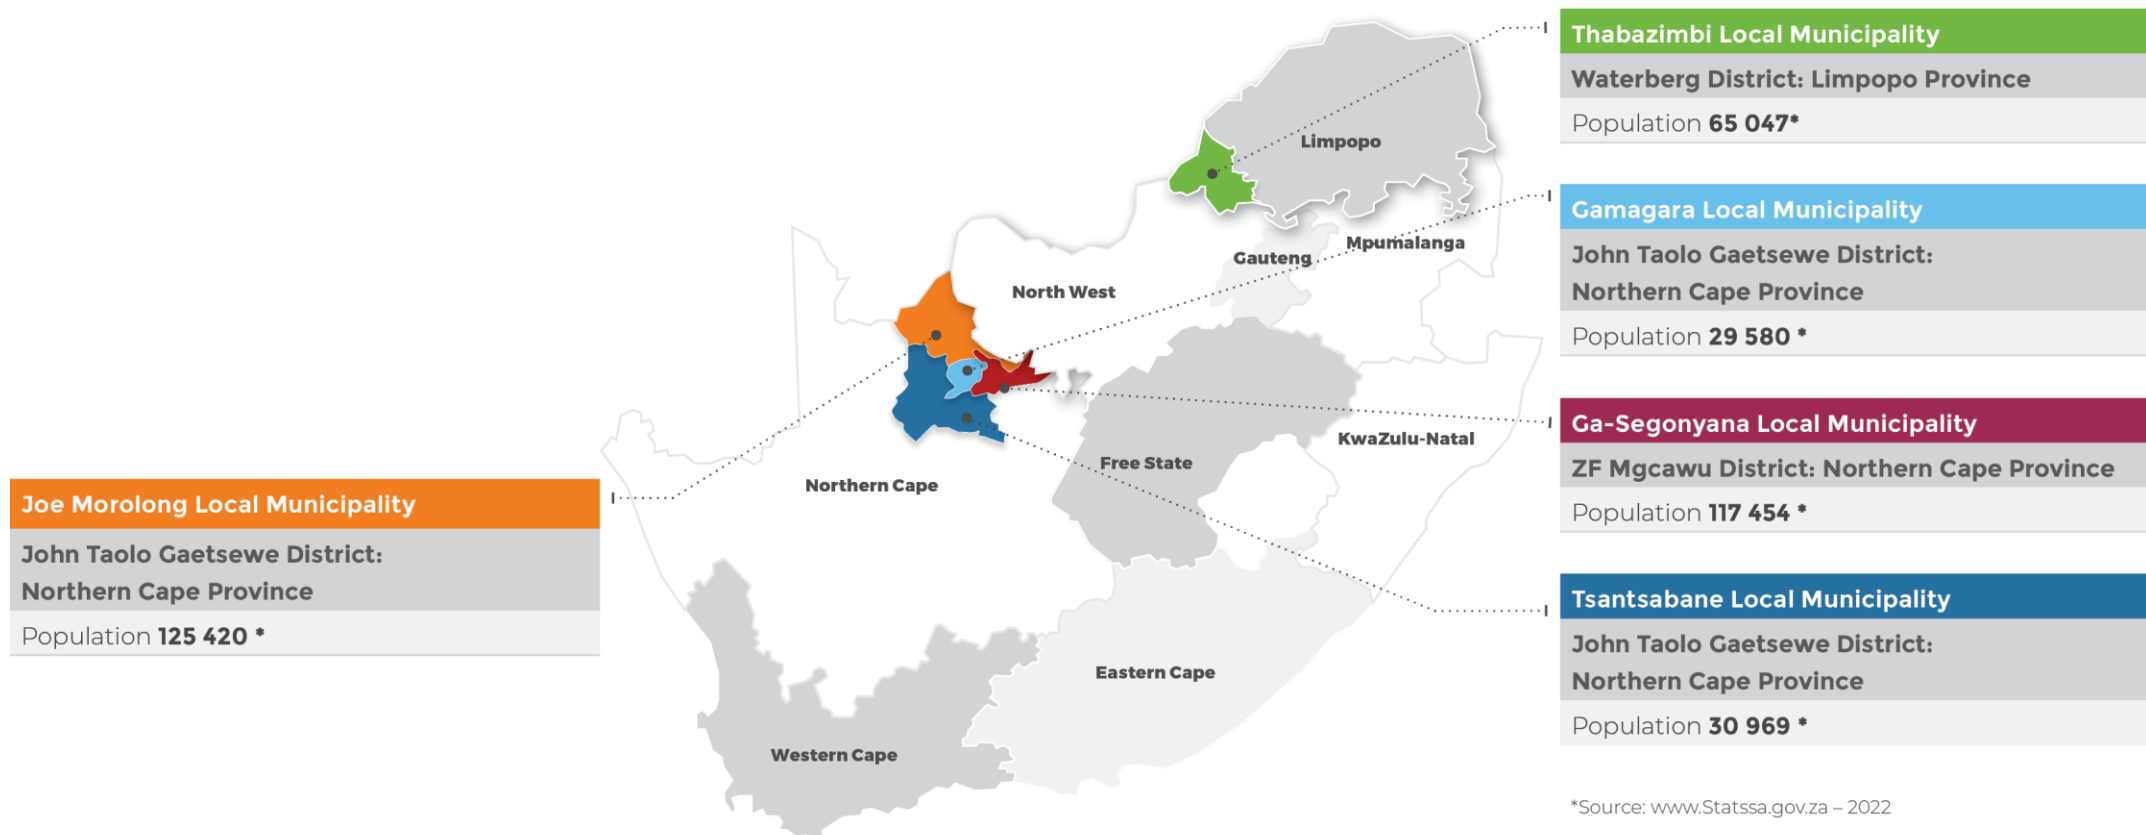 Thabazimbi Local Municipality
Waterberg District: Limpopo Province
Population 65 047*
Gamagara Local Municipality
John Taolo Gaetsewe District:
Northern Cape Province
Population 29 580 *
Ga-Segonyana Local Municipality
ZF Mgcawu District: Northern Cape Province
Population 117 454 *
Tsantsabane Local Municipality
John Taolo Gaetsewe District:
Northern Cape Province
Population 30 969 *
Joe Morolong Local Municipality
John Taolo Gaetsewe District:
Northern Cape Province
Population 125 420 *
Limpopo
Mpumalanga
Gauteng
North West
KwaZulu-Natal
Free State
Northern Cape
Eastern Cape
Western Cape
*Source: www.Statssa.gov.za – 2022